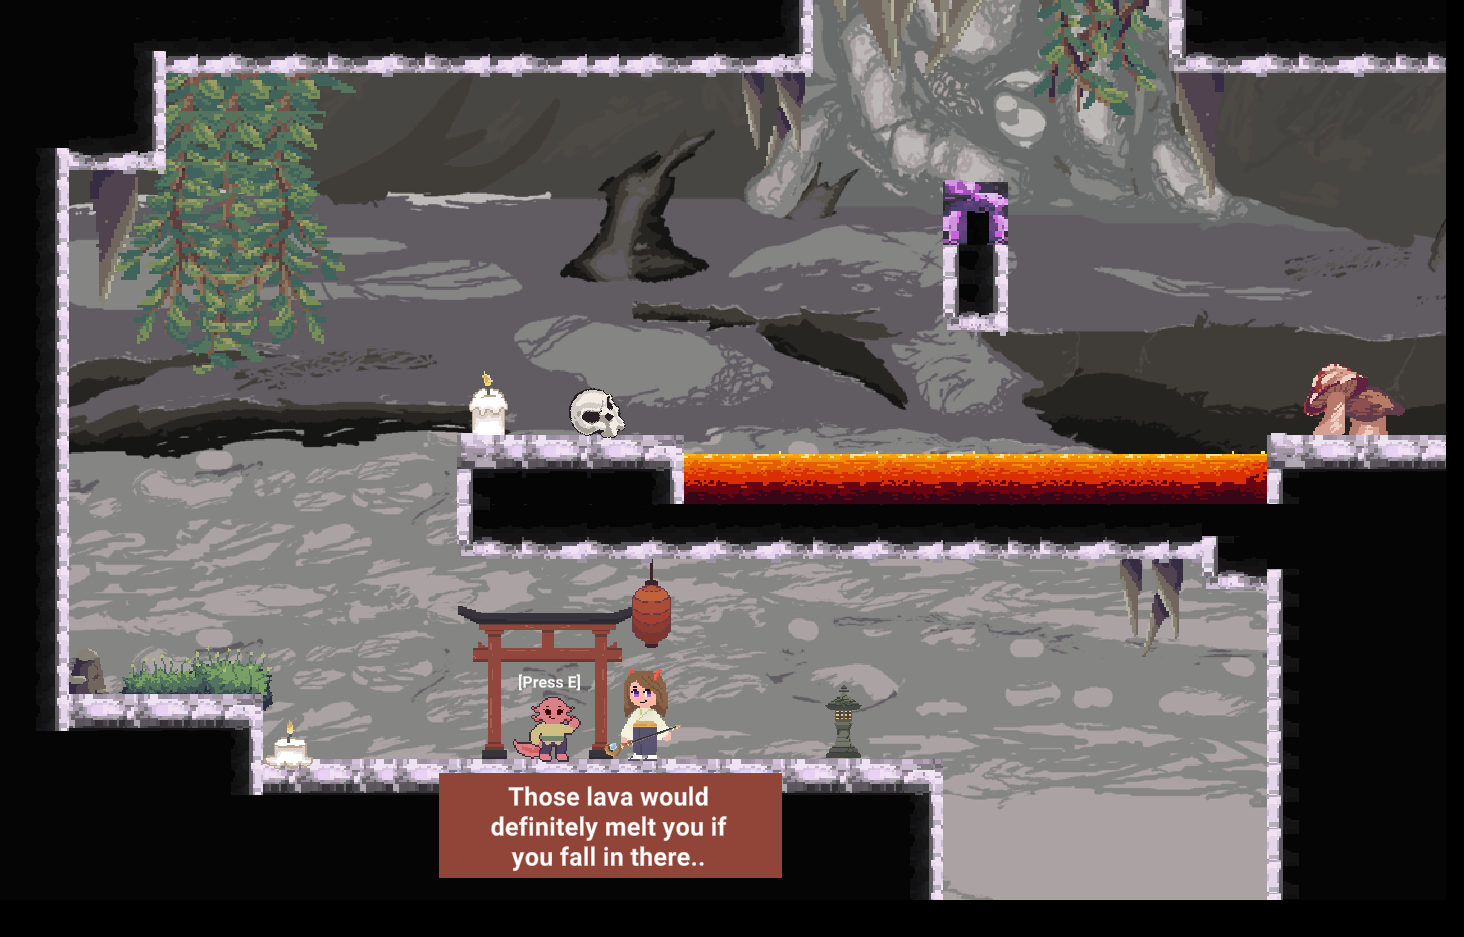 [Press E]
Those lava would
definitely melt you if
you fall in there..